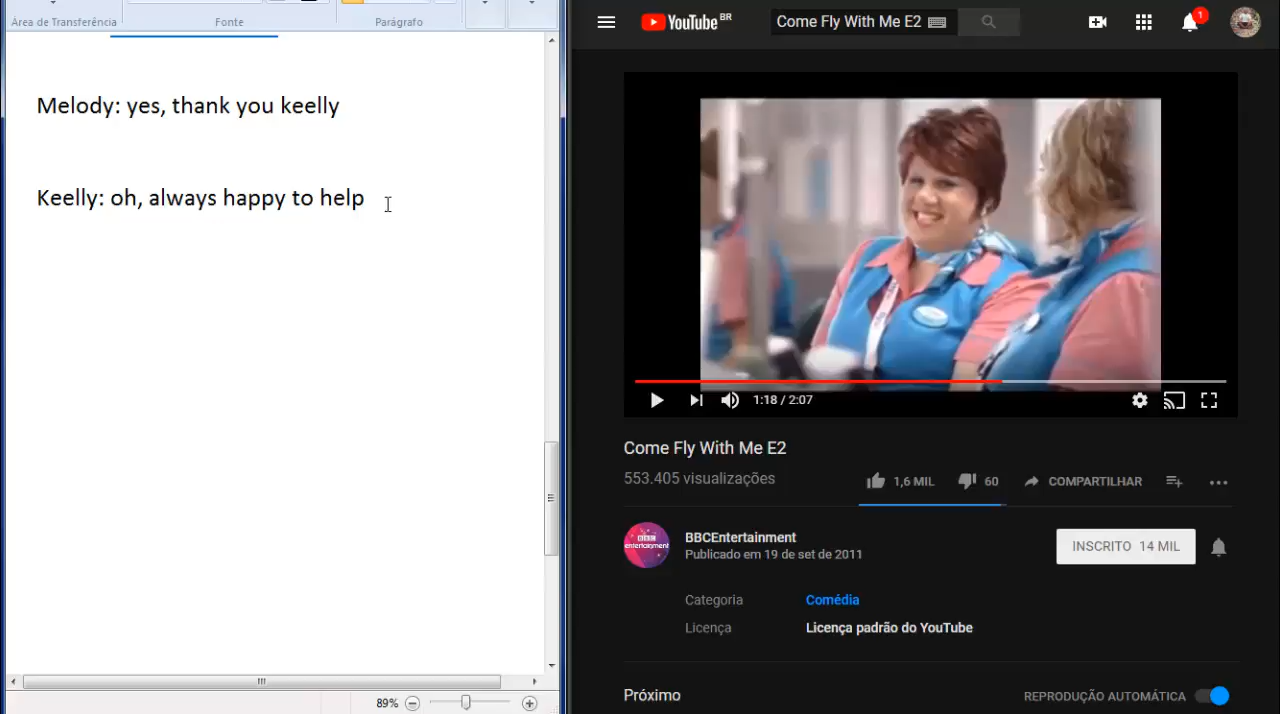 Área de Transferência
Fonte
Parágrafo
Melody: yes, thank you keelly
Keelly: oh, always happy to help
89%
YouTube BR
Come Fly With Me E2
1
1:18 / 2:07
Come Fly With Me E2
553.405 visualizações
1,6 MIL
60
COMPARTILHAR
BBC
entertainment
BBCEntertainment
Publicado em 19 de set de 2011
INSCRITO 14 MIL
Categoria
Comédia
Licença
Licença padrão do YouTube
Próximo
REPRODUÇÃO AUTOMÁTICA